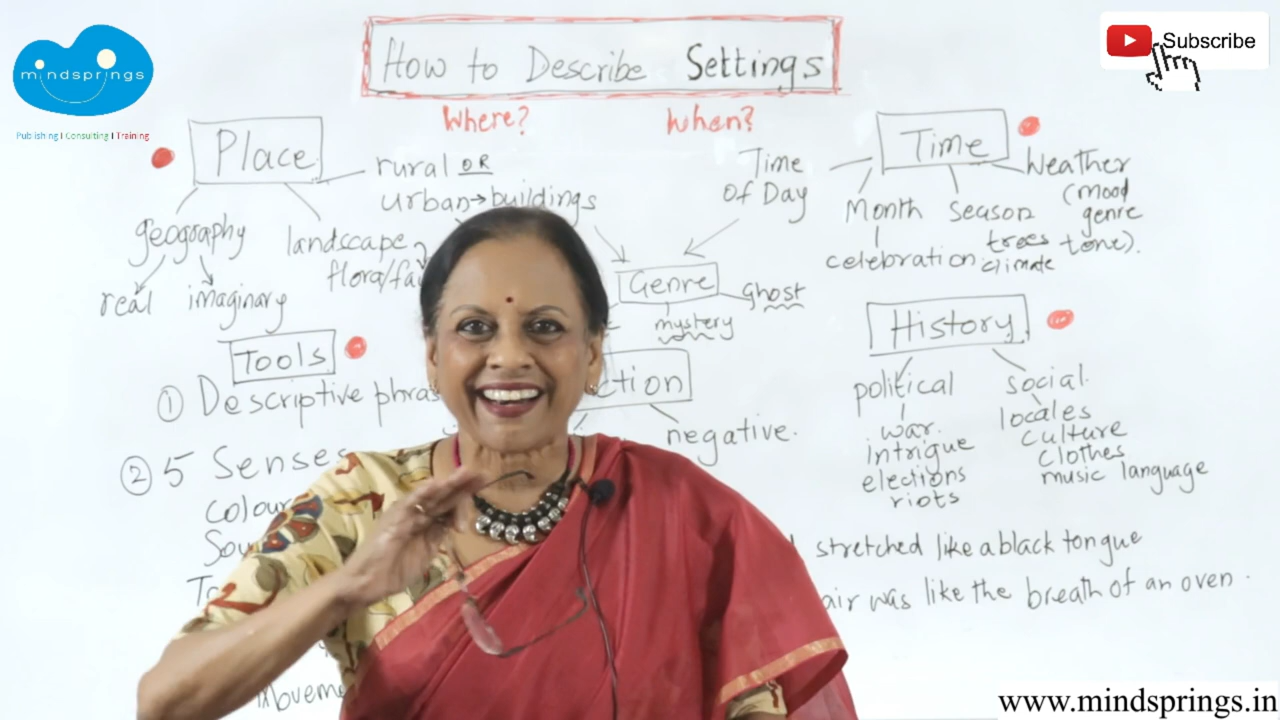 mindsprings
Publishing I Consulting I Training
Subscribe
How to Describe Settings
Where? When?
Place
rural OR
urban→buildings
geography
real imaginary
landscape
Time
Time
of Day
Month
celebration
Season
trees
climate
Weather
(mood
genre
tone).
Genre
mystery
ghost
History
political
war.
intrigue
elections
riots
social.
locales
culture
clothes
music language
Tools
① Descriptive
② 5 Senses
negative.
stretched like a black tongue
air was like the breath of an oven.
www.mindsprings.in